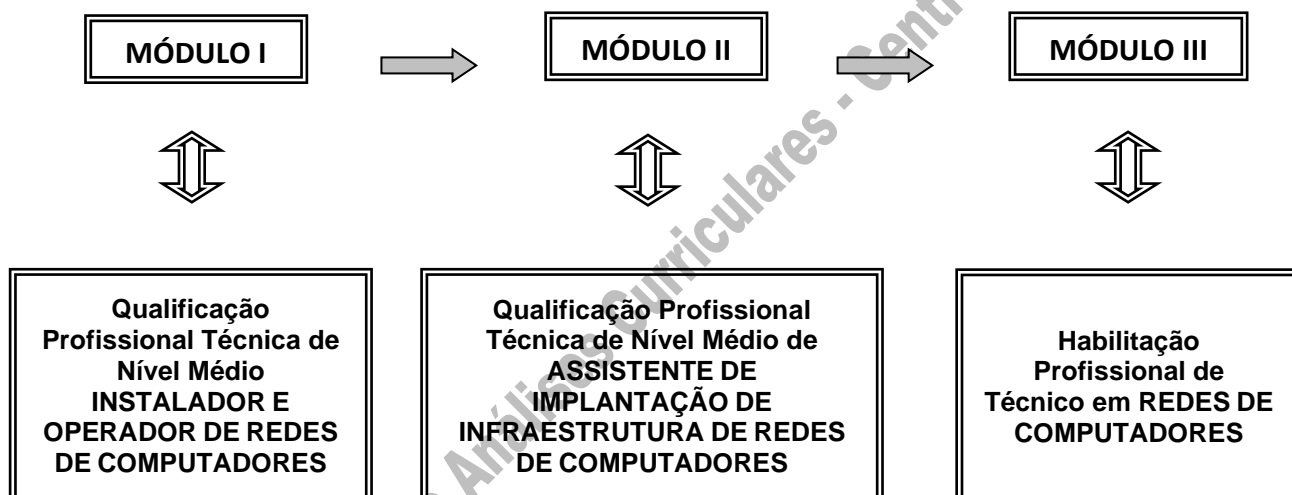 MÓDULO I
MÓDULO II
MÓDULO III
Qualificação
Profissional Técnica de
Nível Médio
INSTALADOR E
OPERADOR DE REDES
DE COMPUTADORES
Qualificação Profissional
Técnica de Nível Médio de
ASSISTENTE DE
IMPLANTAÇÃO DE
INFRAESTRUTURA DE REDES
DE COMPUTADORES
Habilitação
Profissional de
Técnico em REDES DE
COMPUTADORES
Análises Curriculares -